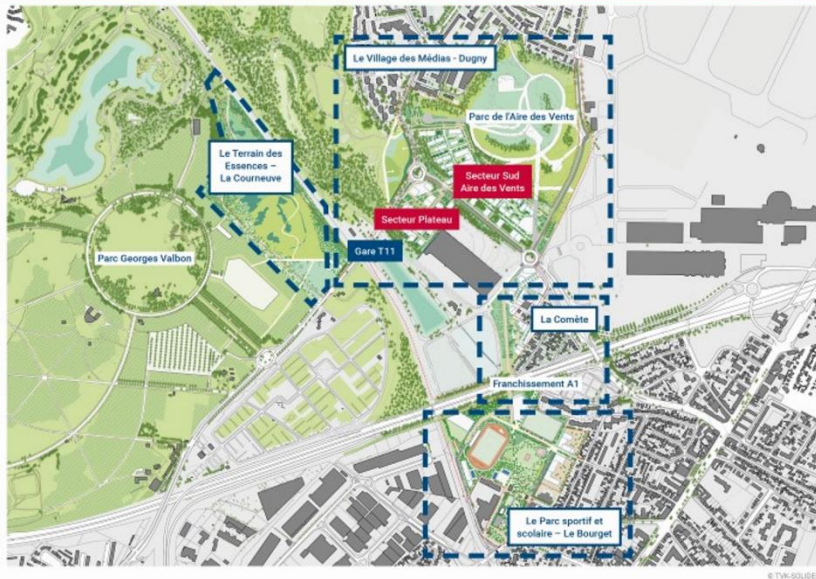 Le Village des Médias - Dugny
Parc de l'Aire des Vents
Le Terrain des
Essences –
La Courneuve
Secteur Sud
Aire des Vents
Secteur Plateau
Gare T11
Parc Georges Valbon
La Comète
Franchissement A1
Le Parc sportif et
scolaire – Le Bourget
© TVK-SOLIDE